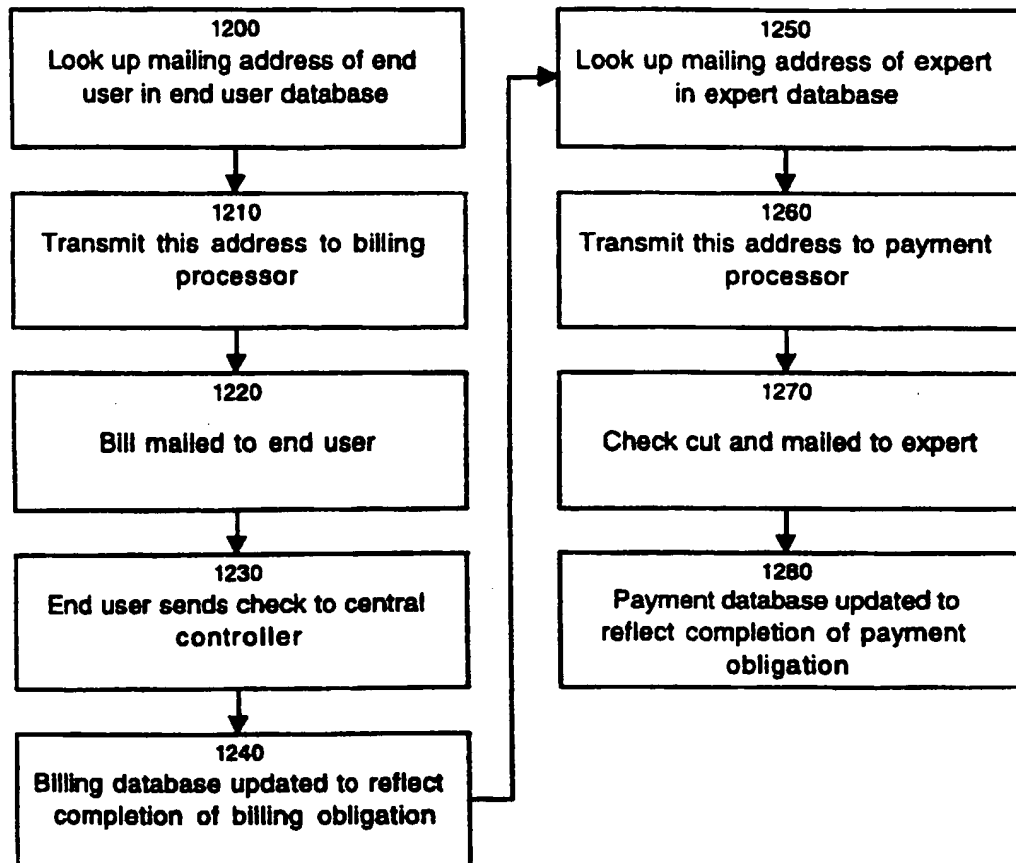 1200
Look up mailing address of end
user in end user database
1210
Transmit this address to billing
processor
1220
Bill mailed to end user
1230
End user sends check to central
controller
1240
Billing database updated to reflect
completion of billing obligation
1250
Look up mailing address of expert
in expert database
1260
Transmit this address to payment
processor
1270
Check cut and mailed to expert
1280
Payment database updated to
reflect completion of payment
obligation